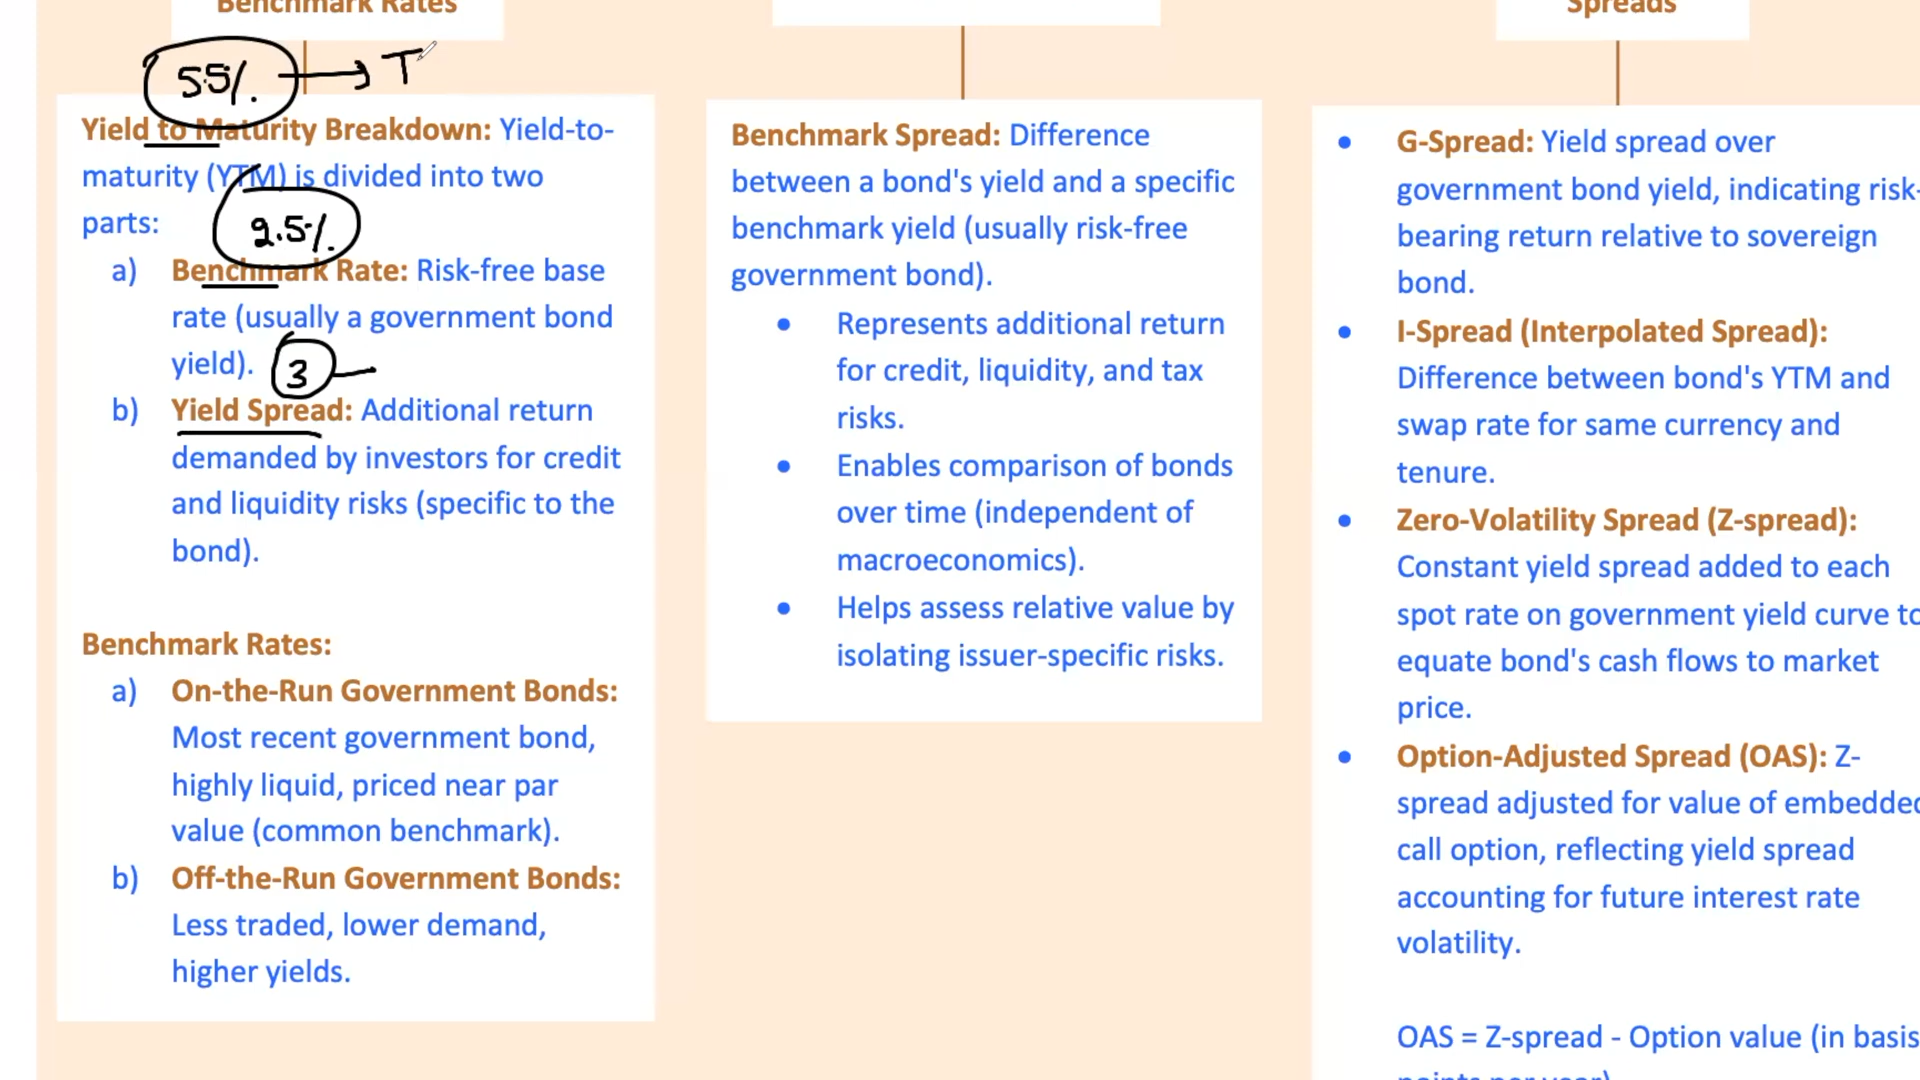 Benchmark Rates
5.5%. → T
Yield to Maturity Breakdown: Yield-to-
maturity (YTM) is divided into two
parts:
2.5%.
a) Benchmark Rate: Risk-free base
rate (usually a government bond
yield).
3
b) Yield Spread: Additional return
demanded by investors for credit
and liquidity risks (specific to the
bond).
Benchmark Rates:
a) On-the-Run Government Bonds:
Most recent government bond,
highly liquid, priced near par
value (common benchmark).
b) Off-the-Run Government Bonds:
Less traded, lower demand,
higher yields.
Benchmark Spread: Difference
between a bond's yield and a specific
benchmark yield (usually risk-free
government bond).
• Represents additional return
for credit, liquidity, and tax
risks.
• Enables comparison of bonds
over time (independent of
macroeconomics).
• Helps assess relative value by
isolating issuer-specific risks.
Spreads
• G-Spread: Yield spread over
government bond yield, indicating risk-
bearing return relative to sovereign
bond.
• I-Spread (Interpolated Spread):
Difference between bond's YTM and
swap rate for same currency and
tenure.
• Zero-Volatility Spread (Z-spread):
Constant yield spread added to each
spot rate on government yield curve to
equate bond's cash flows to market
price.
• Option-Adjusted Spread (OAS): Z-
spread adjusted for value of embedded
call option, reflecting yield spread
accounting for future interest rate
volatility.
OAS = Z-spread - Option value (in basis
points per year)